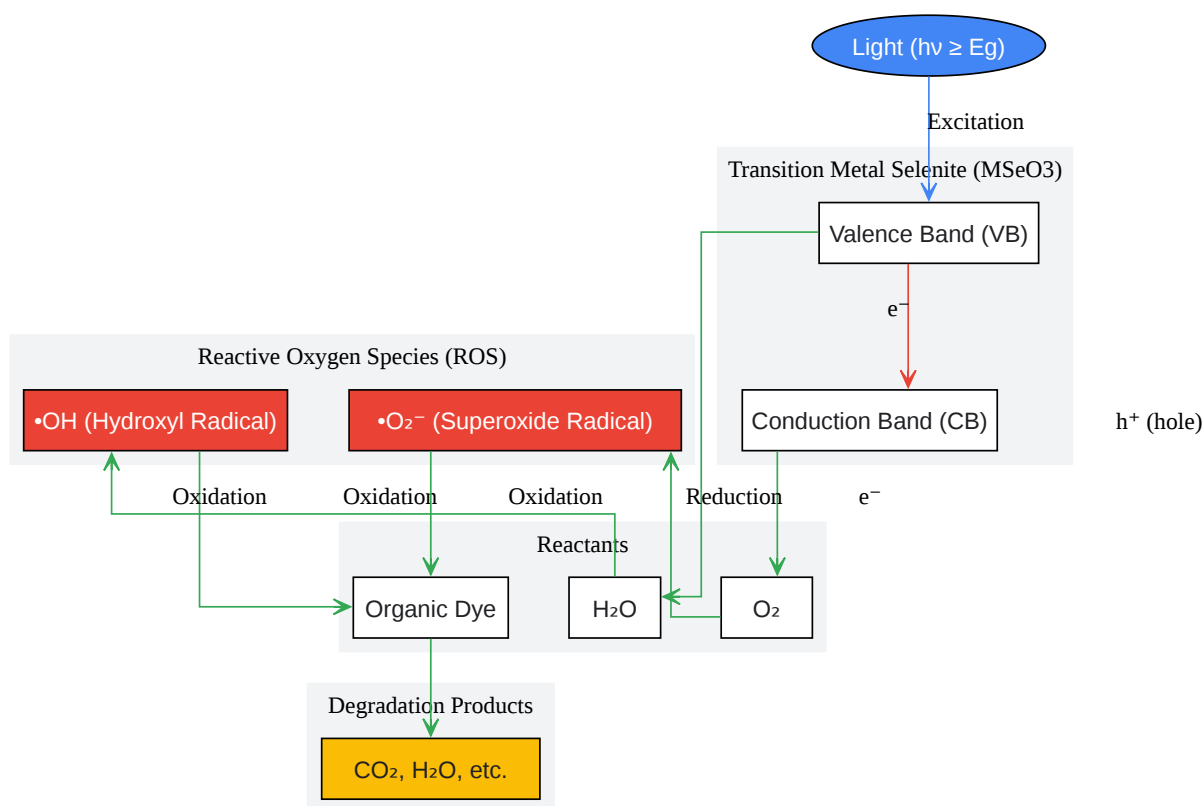 Light (hν ≥ Eg)
Excitation
Transition Metal Selenite (MSeO3)
Valence Band (VB)
e⁻
Reactive Oxygen Species (ROS)
•OH (Hydroxyl Radical)
•O₂⁻ (Superoxide Radical)
Conduction Band (CB)
h⁺ (hole)
Oxidation
Oxidation
Oxidation
Reduction
e⁻
Reactants
Organic Dye
H₂O
O₂
Degradation Products
CO₂, H₂O, etc.